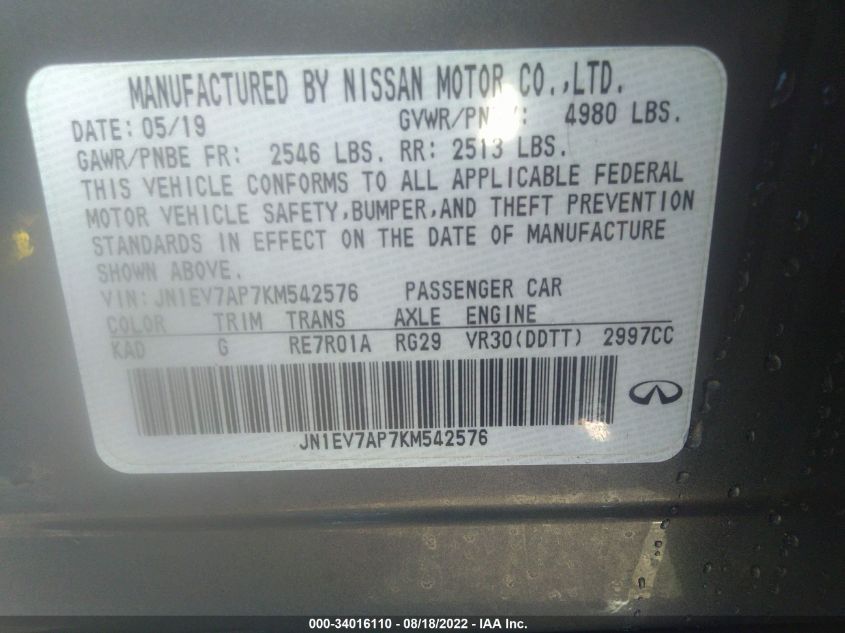 MANUFACTURED BY NISSAN MOTOR CO.,LTD.
DATE: 05/19 4980 LBS.
GAWR/PNBE FR: 2546 LBS. RR: 2513 LBS.
THIS VEHICLE CONFORMS TO ALL APPLICABLE FEDERAL
MOTOR VEHICLE SAFETY,BUMPER,AND THEFT PREVENTION
STANDARDS IN EFFECT ON THE DATE OF MANUFACTURE
SHOWN ABOVE.
VIN: JN1EV7AP7KM542576 PASSENGER CAR
COLOR TRIM TRANS AXLE ENGINE
KAD G RE7R01A RG29 VR30(DDTT) 2997CC
JN1EV7AP7KM542576
000-34016110 - 08/18/2022 - IAA Inc.